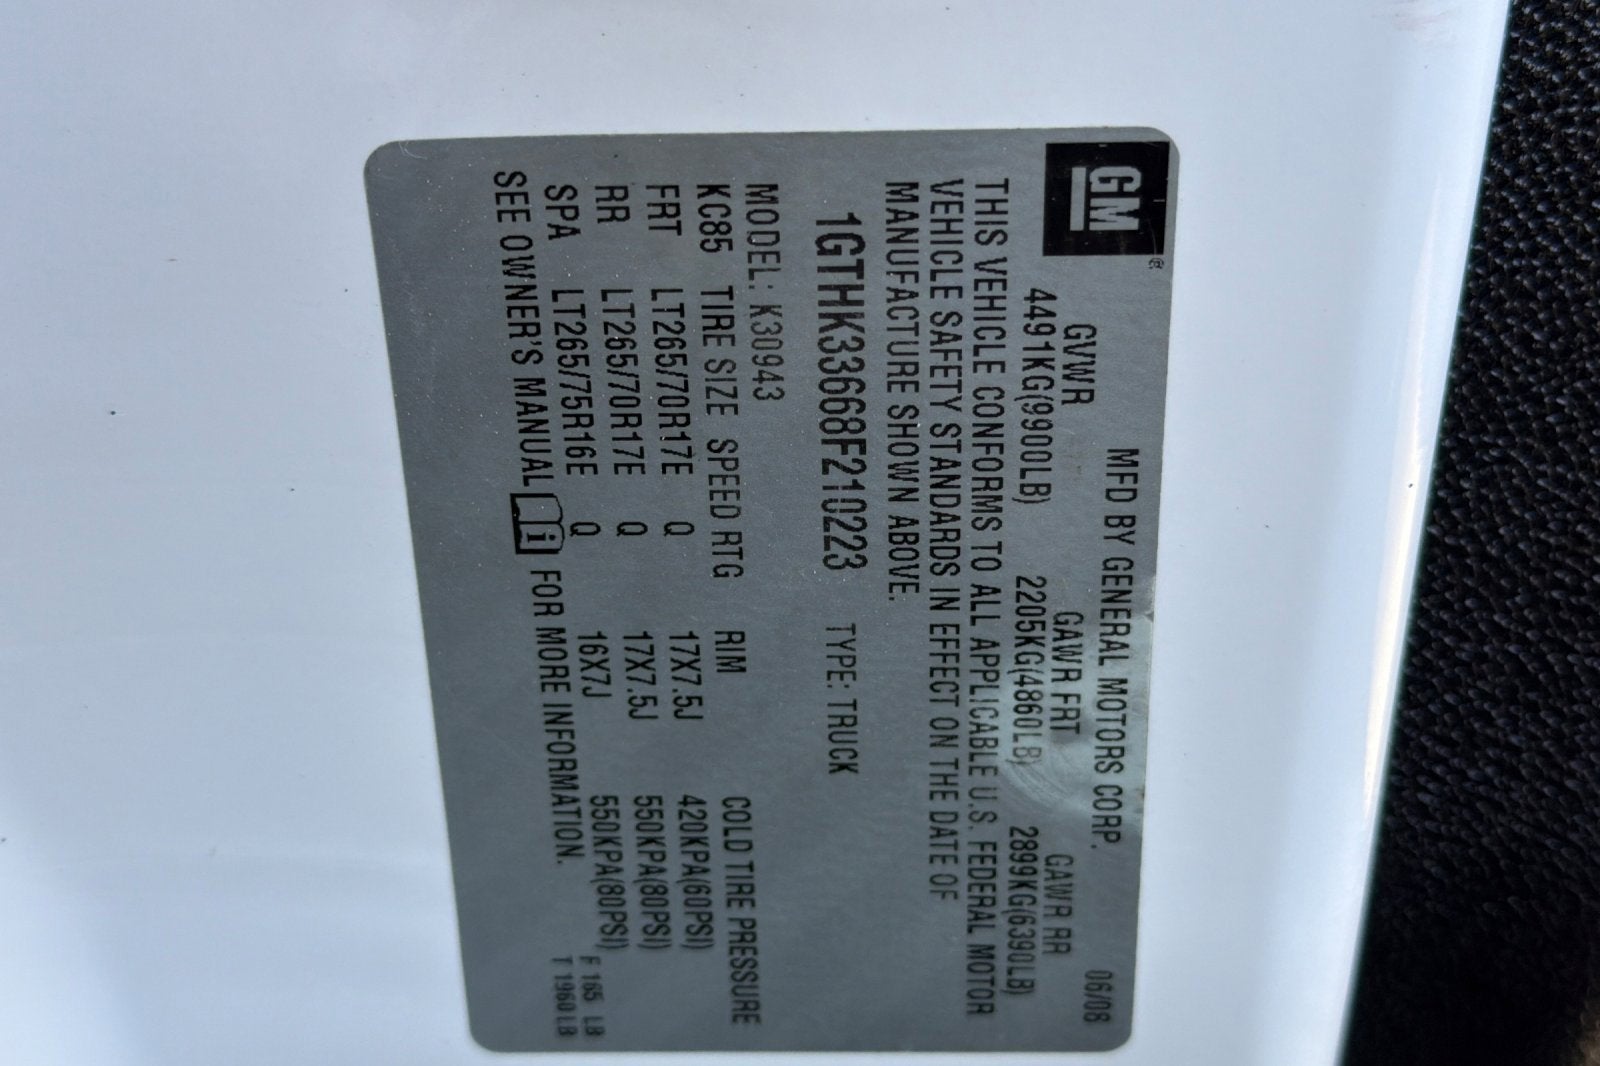 GM®
MFD BY GENERAL MOTORS CORP. 06/08
GVWR GAWR FRT GAWR RR
4491KG(9900LB) 2205KG(4860LB) 2899KG(6390LB)
THIS VEHICLE CONFORMS TO ALL APPLICABLE U.S. FEDERAL MOTOR
VEHICLE SAFETY STANDARDS IN EFFECT ON THE DATE OF
MANUFACTURE SHOWN ABOVE.
1GTHK33668F210223 TYPE: TRUCK
MODEL: K30943
KC85 TIRE SIZE SPEED RTG RIM COLD TIRE PRESSURE
FRT LT265/70R17E Q 17X7.5J 420KPA(60PSI)
RR LT265/70R17E Q 17X7.5J 550KPA(80PSI)
SPA LT265/75R16E Q 16X7J 550KPA(80PSI)
SEE OWNER'S MANUAL i FOR MORE INFORMATION.
F 165 LB
T 1960LB